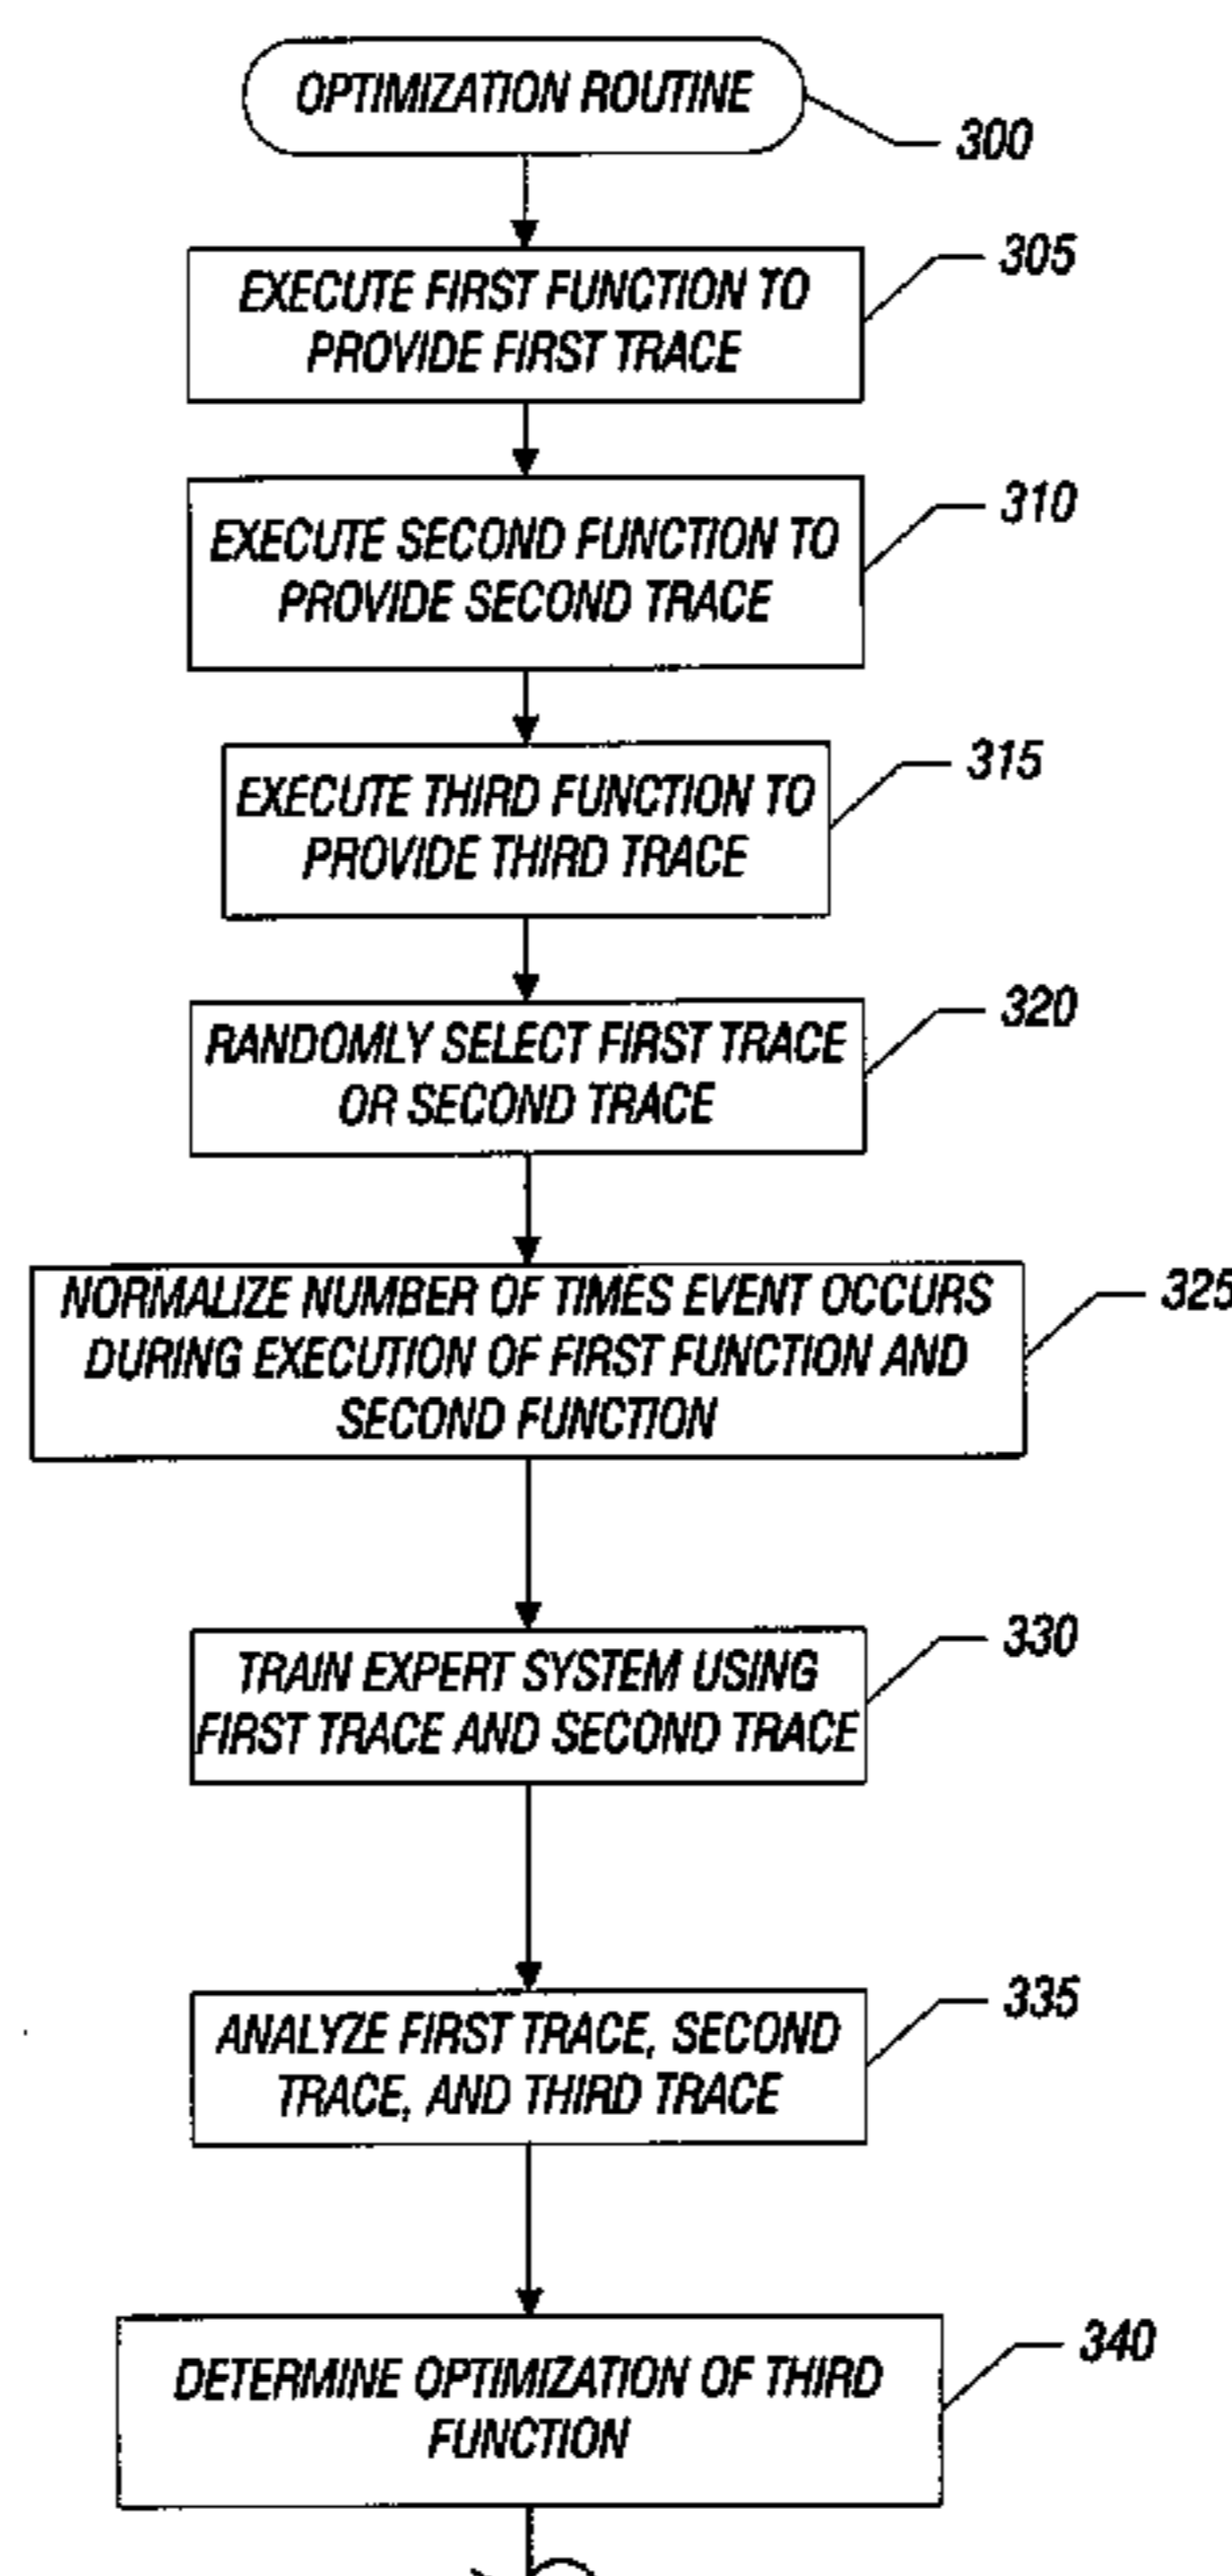 OPTIMIZATION ROUTINE
300
305
EXECUTE FIRST FUNCTION TO
PROVIDE FIRST TRACE
310
EXECUTE SECOND FUNCTION TO
PROVIDE SECOND TRACE
315
EXECUTE THIRD FUNCTION TO
PROVIDE THIRD TRACE
320
RANDOMLY SELECT FIRST TRACE
OR SECOND TRACE
325
NORMALIZE NUMBER OF TIMES EVENT OCCURS
DURING EXECUTION OF FIRST FUNCTION AND
SECOND FUNCTION
330
TRAIN EXPERT SYSTEM USING
FIRST TRACE AND SECOND TRACE
335
ANALYZE FIRST TRACE, SECOND
TRACE, AND THIRD TRACE
340
DETERMINE OPTIMIZATION OF THIRD
FUNCTION